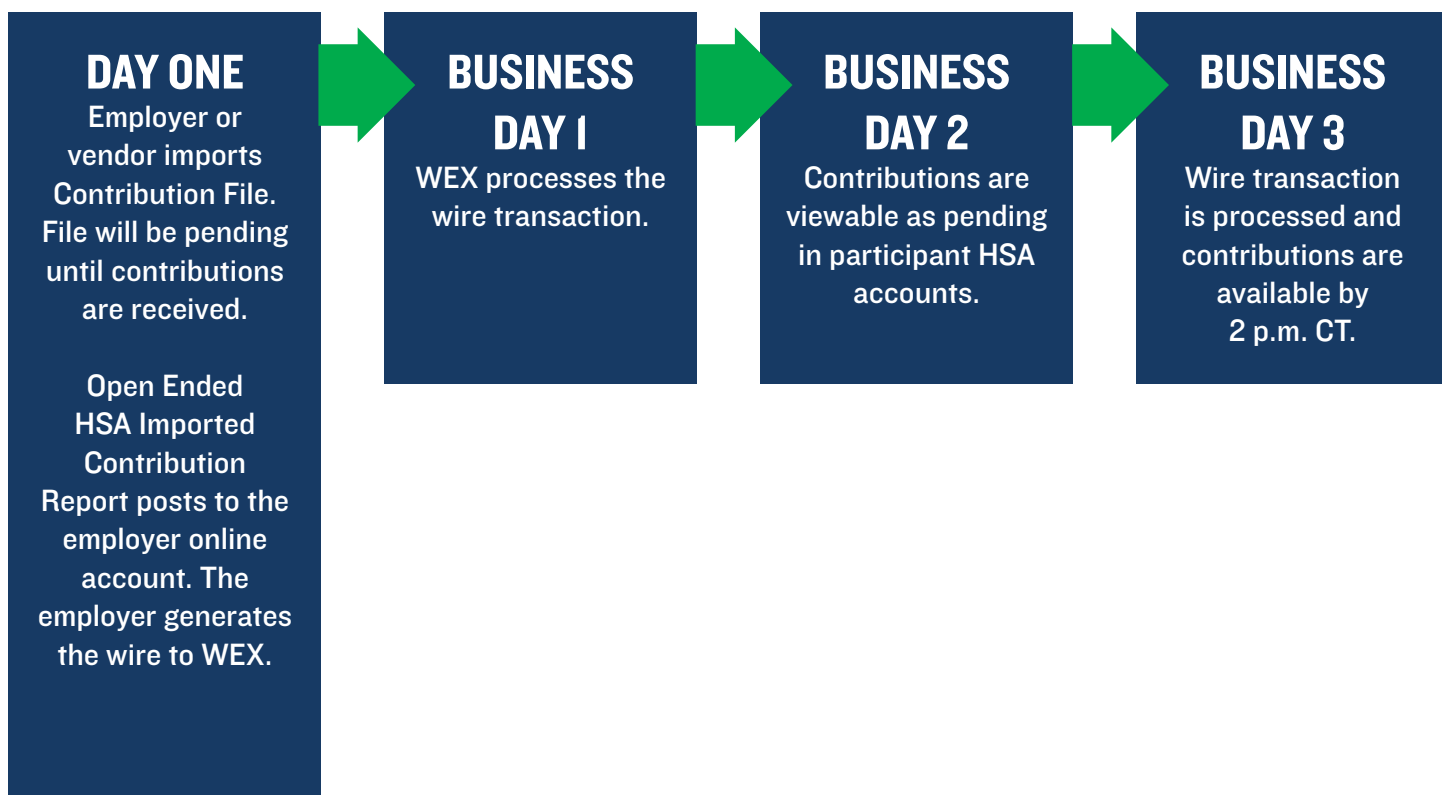 DAY ONE
Employer or
vendor imports
Contribution File.
File will be pending
until contributions
are received.
Open Ended
HSA Imported
Contribution
Report posts to the
employer online
account. The
employer generates
the wire to WEX.
BUSINESS
DAY 1
WEX processes the
wire transaction.
BUSINESS
DAY 2
Contributions are
viewable as pending
in participant HSA
accounts.
BUSINESS
DAY 3
Wire transaction
is processed and
contributions are
available by
2 p.m. CT.